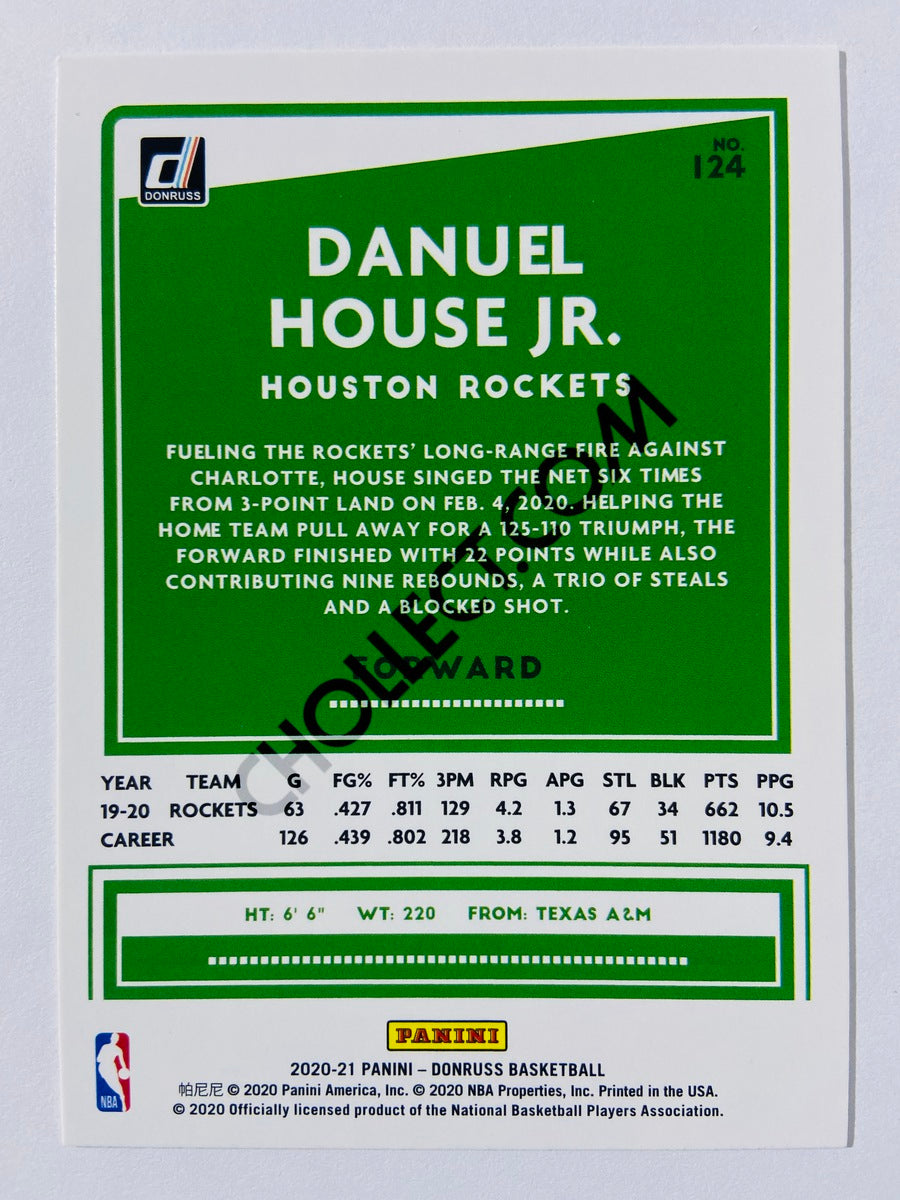 DONRUSS
NO.
124
DANUEL
HOUSE JR.
HOUSTON ROCKETS
FUELING THE ROCKETS' LONG-RANGE FIRE AGAINST
CHARLOTTE, HOUSE SINGED THE NET SIX TIMES
FROM 3-POINT LAND ON FEB. 4, 2020. HELPING THE
HOME TEAM PULL AWAY FOR A 125-110 TRIUMPH, THE
FORWARD FINISHED WITH 22 POINTS WHILE ALSO
CONTRIBUTING NINE REBOUNDS, A TRIO OF STEALS
AND A BLOCKED SHOT.
FORWARD
CHOLLECT.COM
YEAR TEAM G FG% FT% 3PM RPG APG STL BLK PTS PPG
19-20 ROCKETS 63 .427 .811 129 4.2 1.3 67 34 662 10.5
CAREER 126 .439 .802 218 3.8 1.2 95 51 1180 9.4
HT: 6' 6" WT: 220 FROM: TEXAS A&M
PANINI
NBA
2020-21 PANINI – DONRUSS BASKETBALL
帕尼尼 © 2020 Panini America, Inc. © 2020 NBA Properties, Inc. Printed in the USA.
© 2020 Officially licensed product of the National Basketball Players Association.